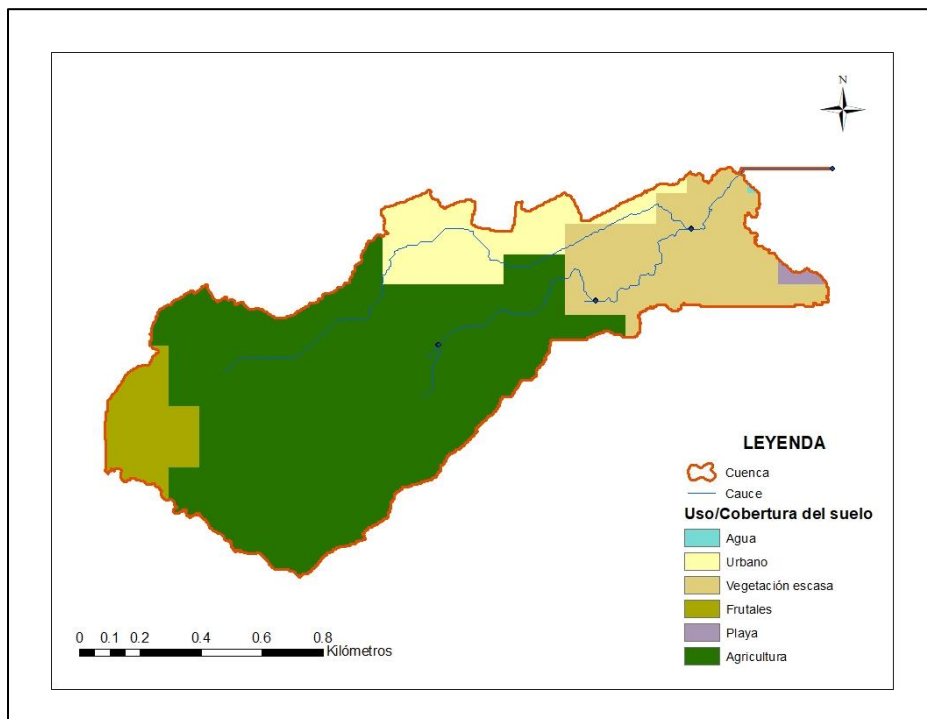 N
LEYENDA
Cuenca
Cauce
Uso/Cobertura del suelo
Agua
Urbano
Vegetación escasa
Frutales
Playa
Agricultura
0 0.1 0.2 0.4 0.6 0.8
Kilómetros